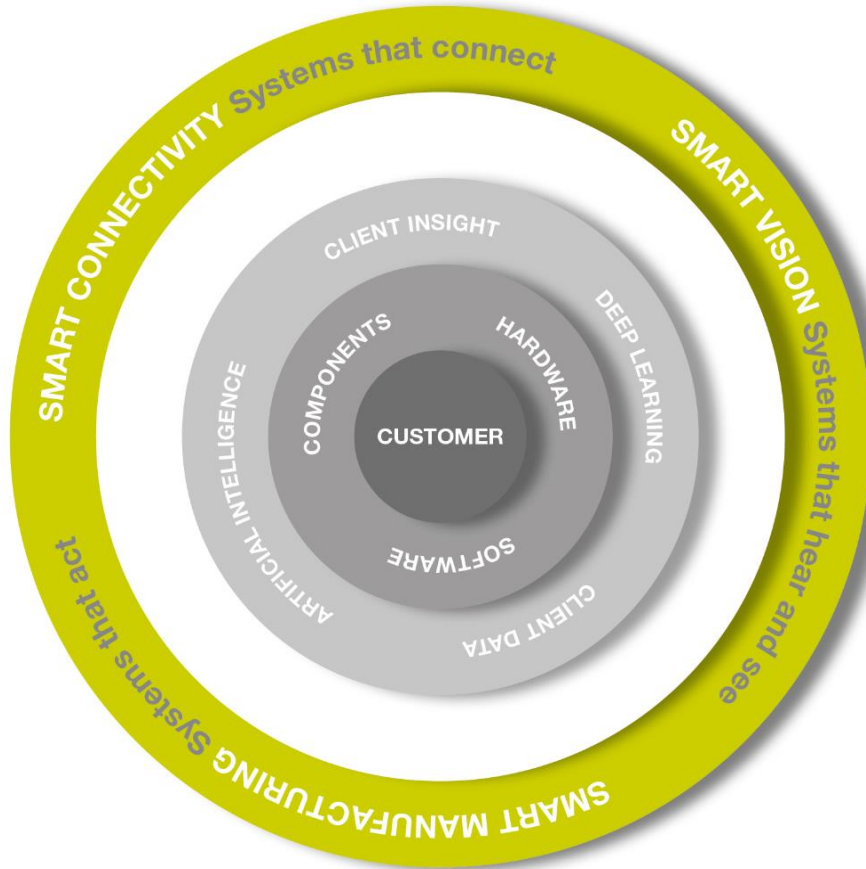 SMART CONNECTIVITY Systems that connect
SMART VISION Systems that hear and see
SMART MANUFACTURING Systems that act
CLIENT INSIGHT
DEEP LEARNING
CLIENT DATA
ARTIFICIAL INTELLIGENCE
COMPONENTS
HARDWARE
SOFTWARE
CUSTOMER